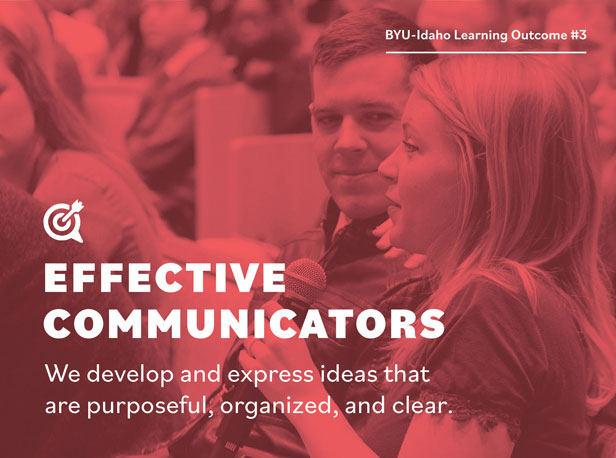 BYU-Idaho Learning Outcome #3
EFFECTIVE
COMMUNICATORS
We develop and express ideas that
are purposeful, organized, and clear.